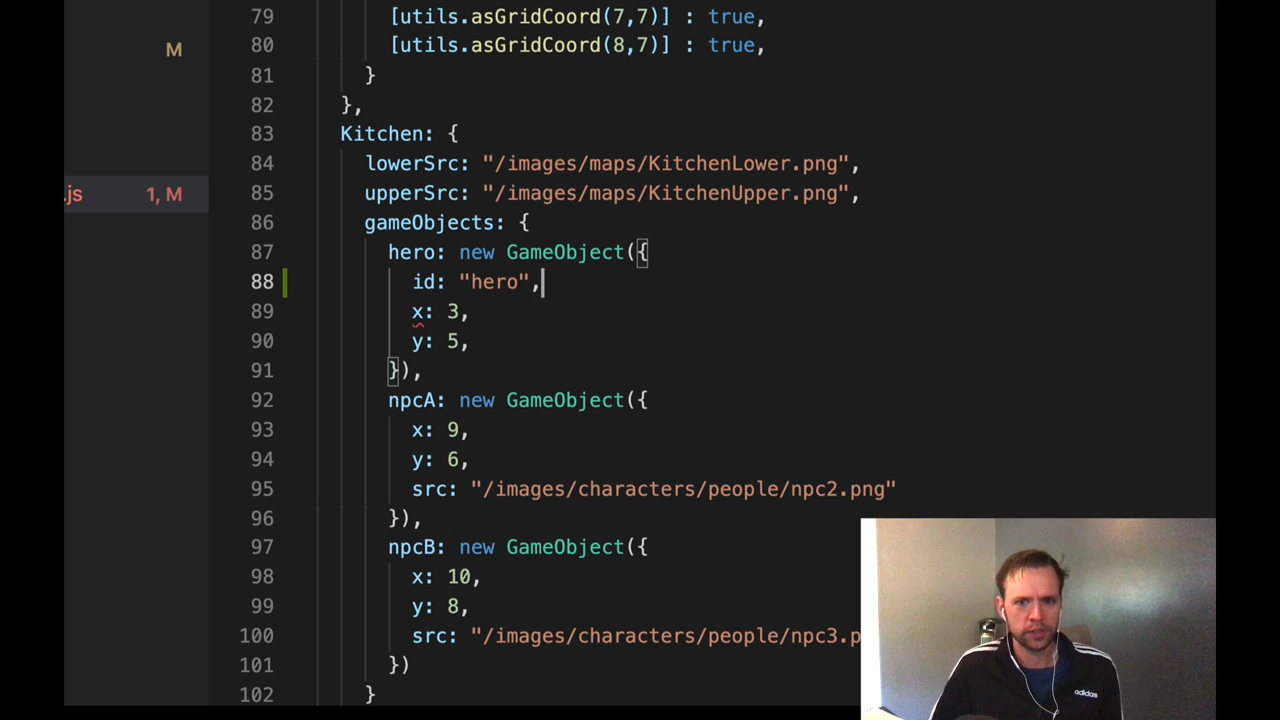 79 [utils.asGridCoord(7,7)] : true,
M
80 [utils.asGridCoord(8,7)] : true,
81 }
82 },
83 Kitchen: {
84 lowerSrc: "/images/maps/KitchenLower.png",
.js 1, M
85 upperSrc: "/images/maps/KitchenUpper.png",
86 gameObjects: {
87 hero: new GameObject({
88 id: "hero",
89 x: 3,
90 y: 5,
91 }),
92 npcA: new GameObject({
93 x: 9,
94 y: 6,
95 src: "/images/characters/people/npc2.png"
96 }),
97 npcB: new GameObject({
98 x: 10,
99 y: 8,
100 src: "/images/characters/people/npc3.p
101 })
102 }
adidas